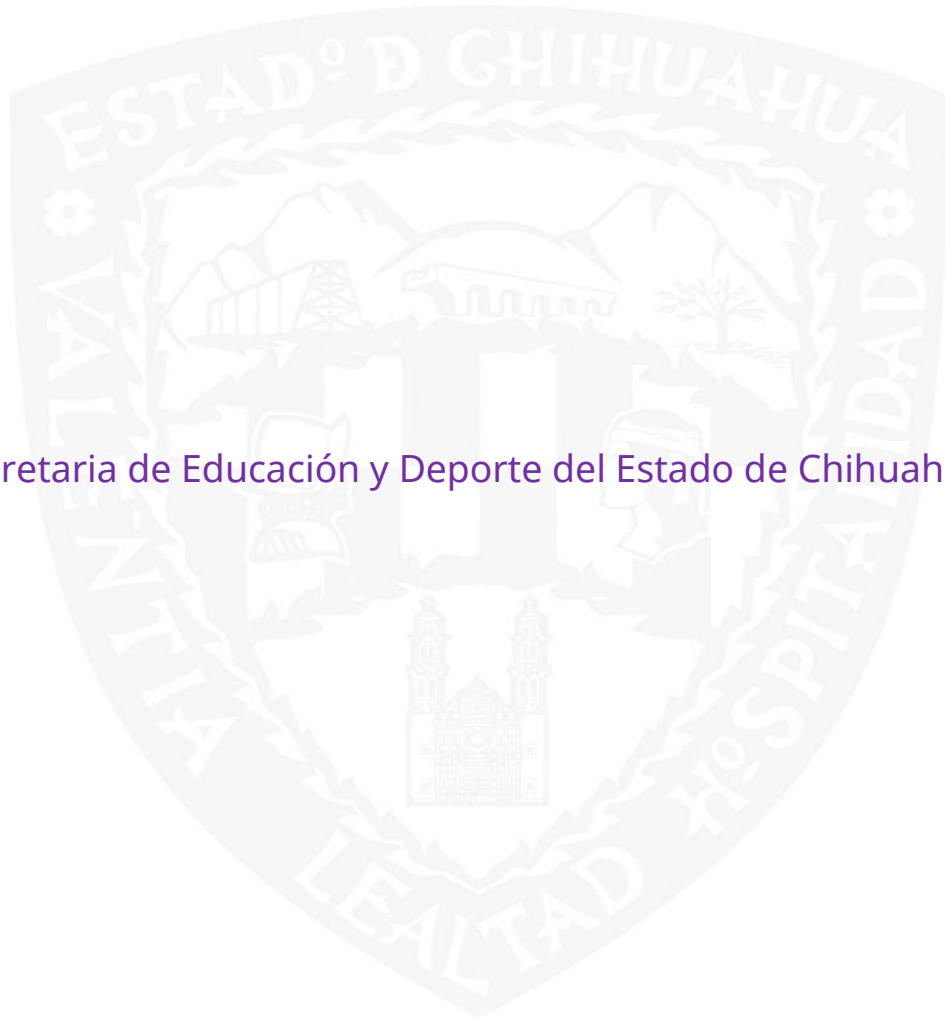 ESTADº D CHIHUAHUA
VALENTIA
retaria de Educación y Deporte del Estado de Chihuah
HºSPITALIDAD
LEALTAD